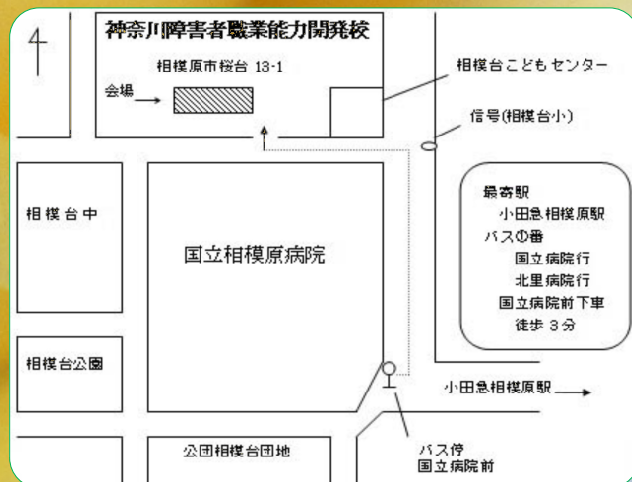 神奈川障害者職業能力開発校
相模原市桜台 13-1
会場
相模台こどもセンター
信号(相模台小)
相模台中
国立相模原病院
最寄駅
小田急相模原駅
バス①番
国立病院行
北里病院行
国立病院前下車
徒歩 3分
相模台公園
小田急相模原駅
公団相模台団地
バス停
国立病院前